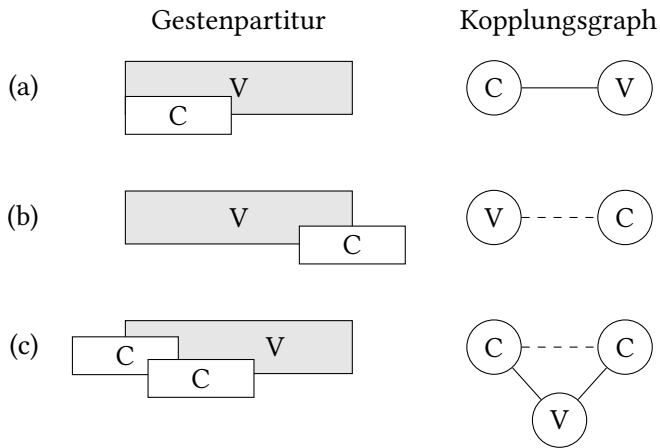 Gestenpartitur Kopplungsgraph
(a) V C C V
(b) V C V C
(c) C V C C C V